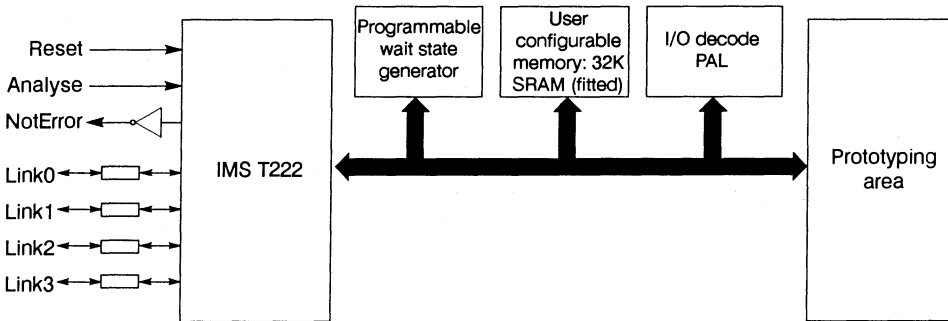 Reset
Analyse
NotError
Link0
Link1
Link2
Link3
IMS T222
Programmable
wait state
generator
User
configurable
memory: 32K
SRAM (fitted)
I/O decode
PAL
Prototyping
area